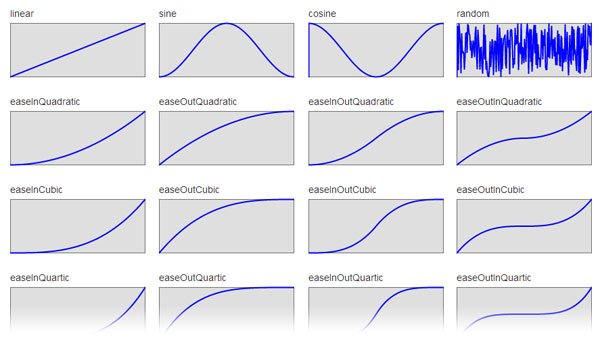 linear
sine
cosine
random
easeInQuadratic
easeOutQuadratic
easeInOutQuadratic
easeOutInQuadratic
easeInCubic
easeOutCubic
easeInOutCubic
easeOutInCubic
easeInQuartic
easeOutQuartic
easeInOutQuartic
easeOutInQuartic